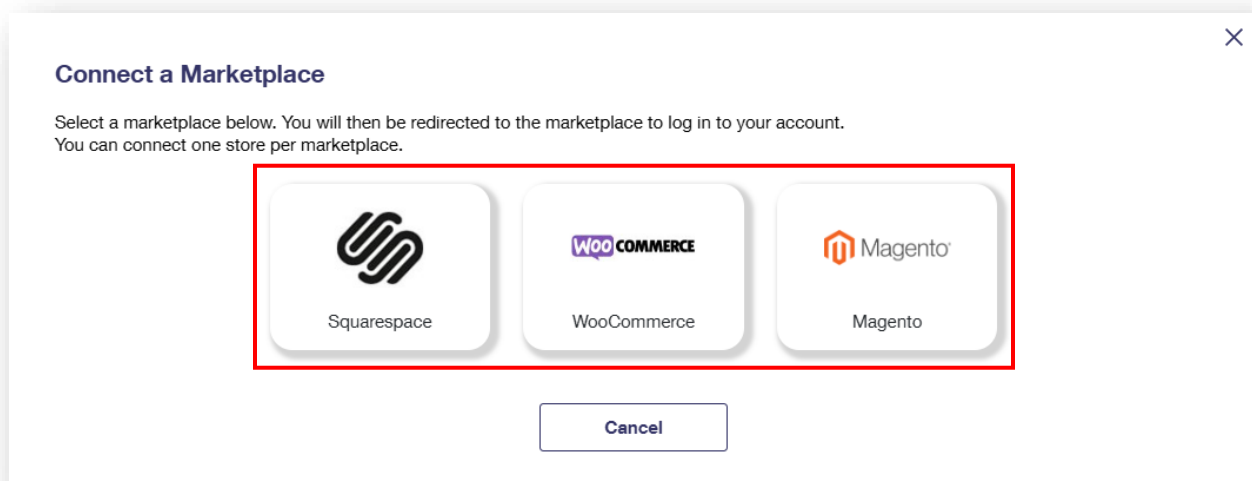 Connect a Marketplace
Select a marketplace below. You will then be redirected to the marketplace to log in to your account.
You can connect one store per marketplace.
WOO COMMERCE
Magento
Squarespace
WooCommerce
Magento
Cancel